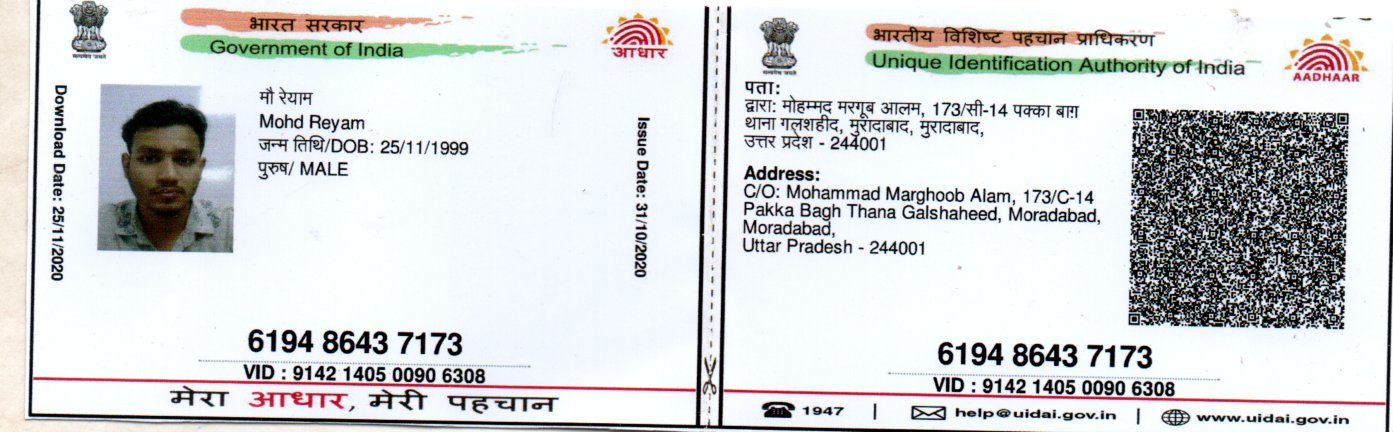 भारत सरकार
Government of India
आधार
Download Date: 25/11/2020
मौ रेयाम
Mohd Reyam
जन्म तिथि/DOB: 25/11/1999
पुरुष/ MALE
Issue Date: 31/10/2020
6194 8643 7173
VID : 9142 1405 0090 6308
मेरा आधार, मेरी पहचान
भारतीय विशिष्ट पहचान प्राधिकरण
Unique Identification Authority of India
AADHAAR
पता:
द्वारा: मोहम्मद मरगूब आलम, 173/सी-14 पक्का बाग़
थाना गलशहीद, मुरादाबाद, मुरादाबाद,
उत्तर प्रदेश - 244001
Address:
C/O: Mohammad Marghoob Alam, 173/C-14
Pakka Bagh Thana Galshaheed, Moradabad,
Moradabad,
Uttar Pradesh - 244001
6194 8643 7173
VID : 9142 1405 0090 6308
1947 | help@uidai.gov.in | www.uidai.gov.in